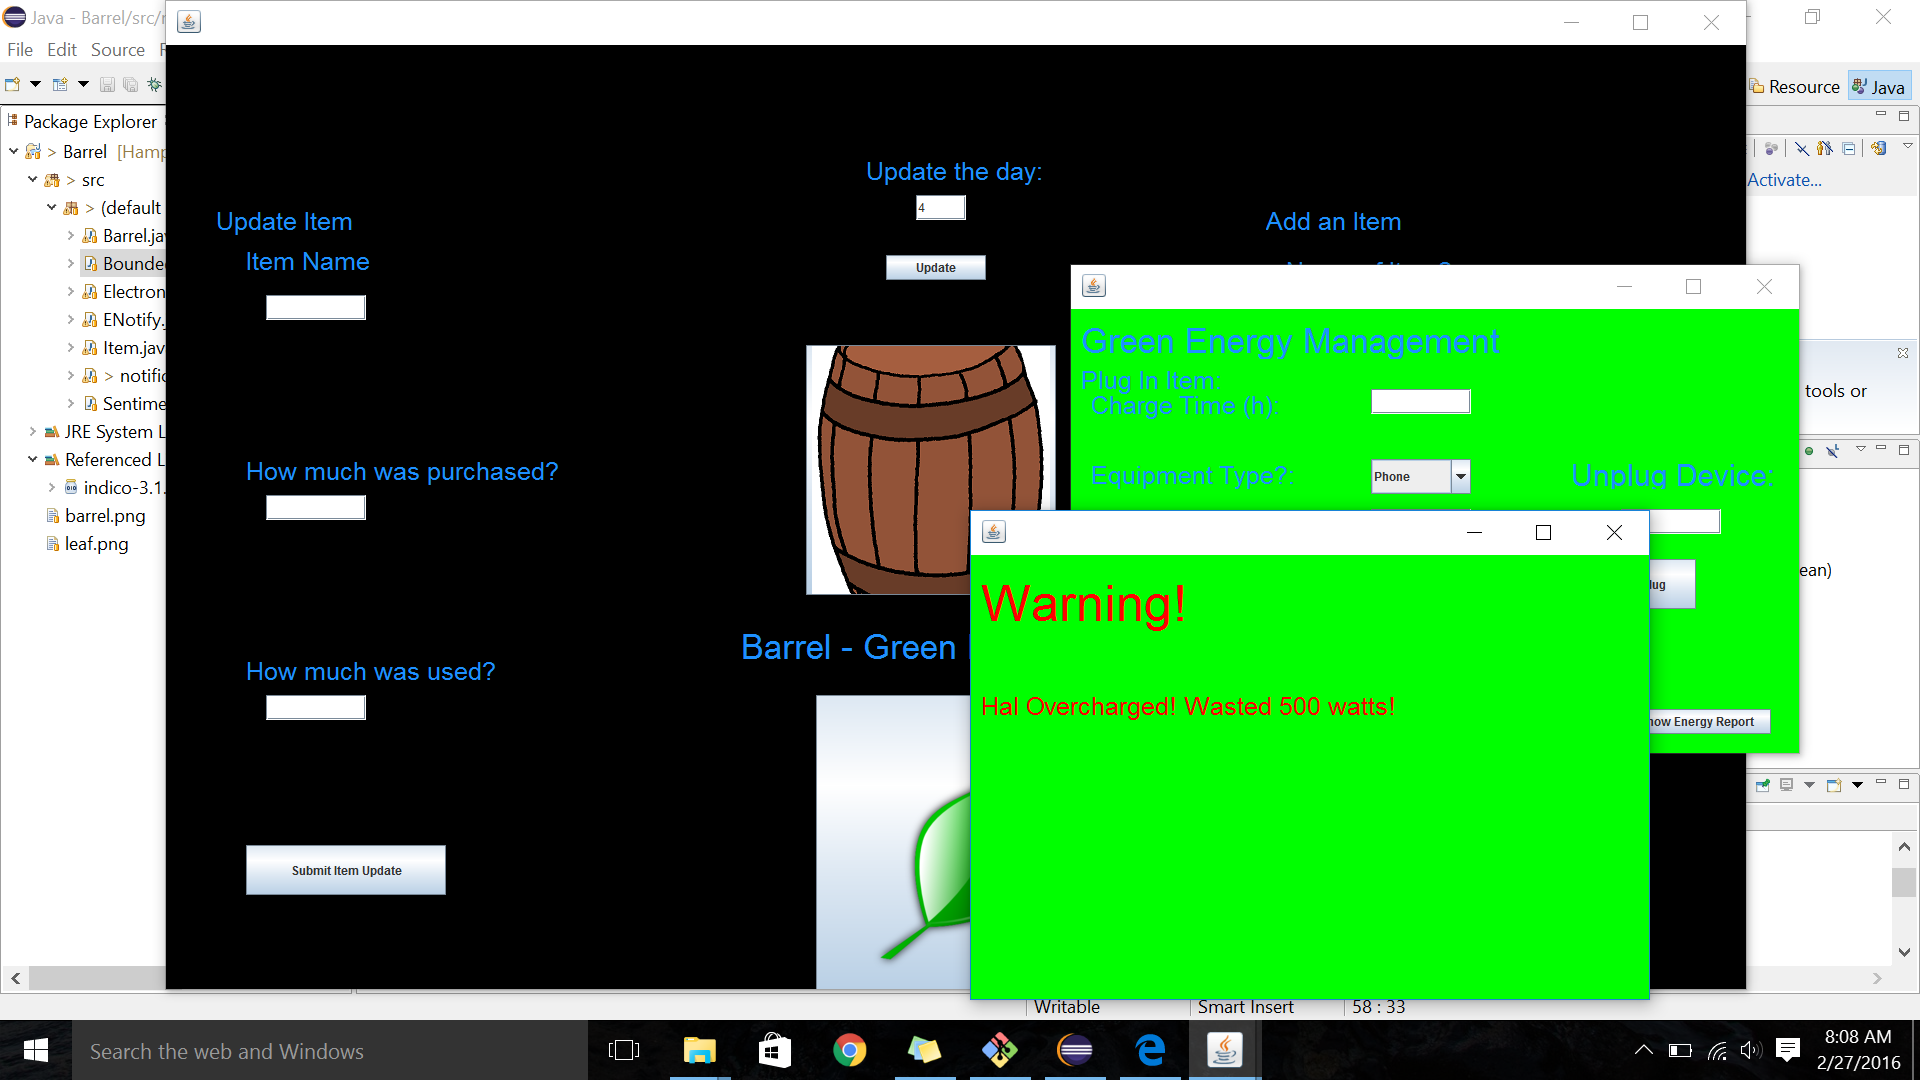 Java - Barrel/src/
File Edit Source
Resource
Java
Package Explorer
> Barrel [Ham
> src
> (default
Barrel.ja
Bounde
Electron
ENotify.
Item.jav
> notific
Sentime
JRE System L
Referenced L
indico-3.1.
barrel.png
leaf.png
Update the day:
4
Update
Update Item
Item Name
How much was purchased?
How much was used?
Submit Item Update
Barrel - Green
Add an Item
Activate...
tools or
ean)
Green Energy Management
Plug In Item:
Charge Time (h):
Equipment Type?:
Phone
Unplug Device:
lug
how Energy Report
Warning!
Hal Overcharged! Wasted 500 watts!
Writable
Smart Insert
58 : 33
Search the web and Windows
8:08 AM
2/27/2016